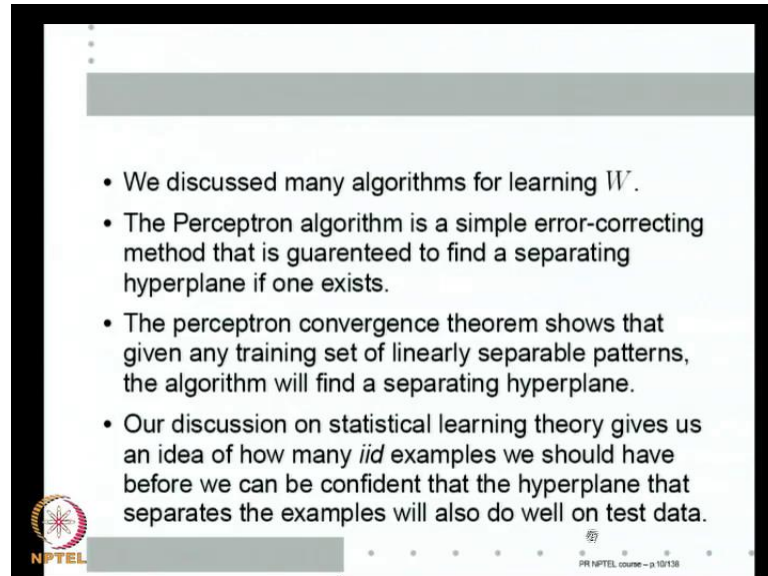 • We discussed many algorithms for learning W.
• The Perceptron algorithm is a simple error-correcting
method that is guarenteed to find a separating
hyperplane if one exists.
• The perceptron convergence theorem shows that
given any training set of linearly separable patterns,
the algorithm will find a separating hyperplane.
• Our discussion on statistical learning theory gives us
an idea of how many iid examples we should have
before we can be confident that the hyperplane that
separates the examples will also do well on test data.
NPTEL
PR NPTEL course – p.10/138